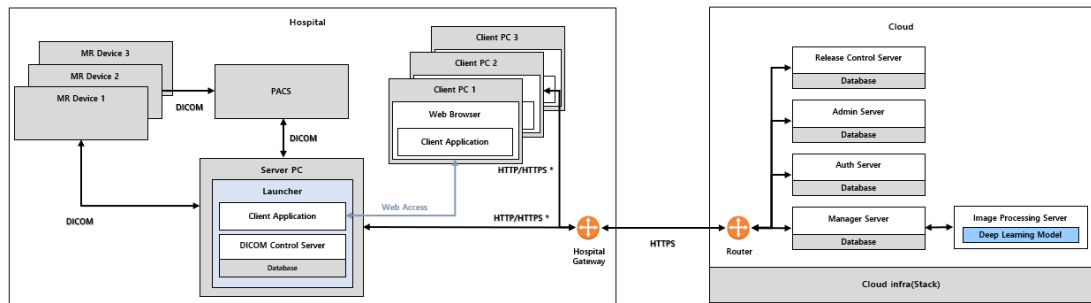 Hospital
MR Device 3
MR Device 2
MR Device 1
DICOM
PACS
DICOM
DICOM
Client PC 3
Client PC 2
Client PC 1
Web Browser
Client Application
HTTP/HTTPS *
Server PC
Launcher
Client Application
DICOM Control Server
Database
Web Access
HTTP/HTTPS *
Hospital
Gateway
HTTPS
Cloud
Router
Release Control Server
Database
Admin Server
Database
Auth Server
Database
Manager Server
Database
Image Processing Server
Deep Learning Model
Cloud infra(Stack)